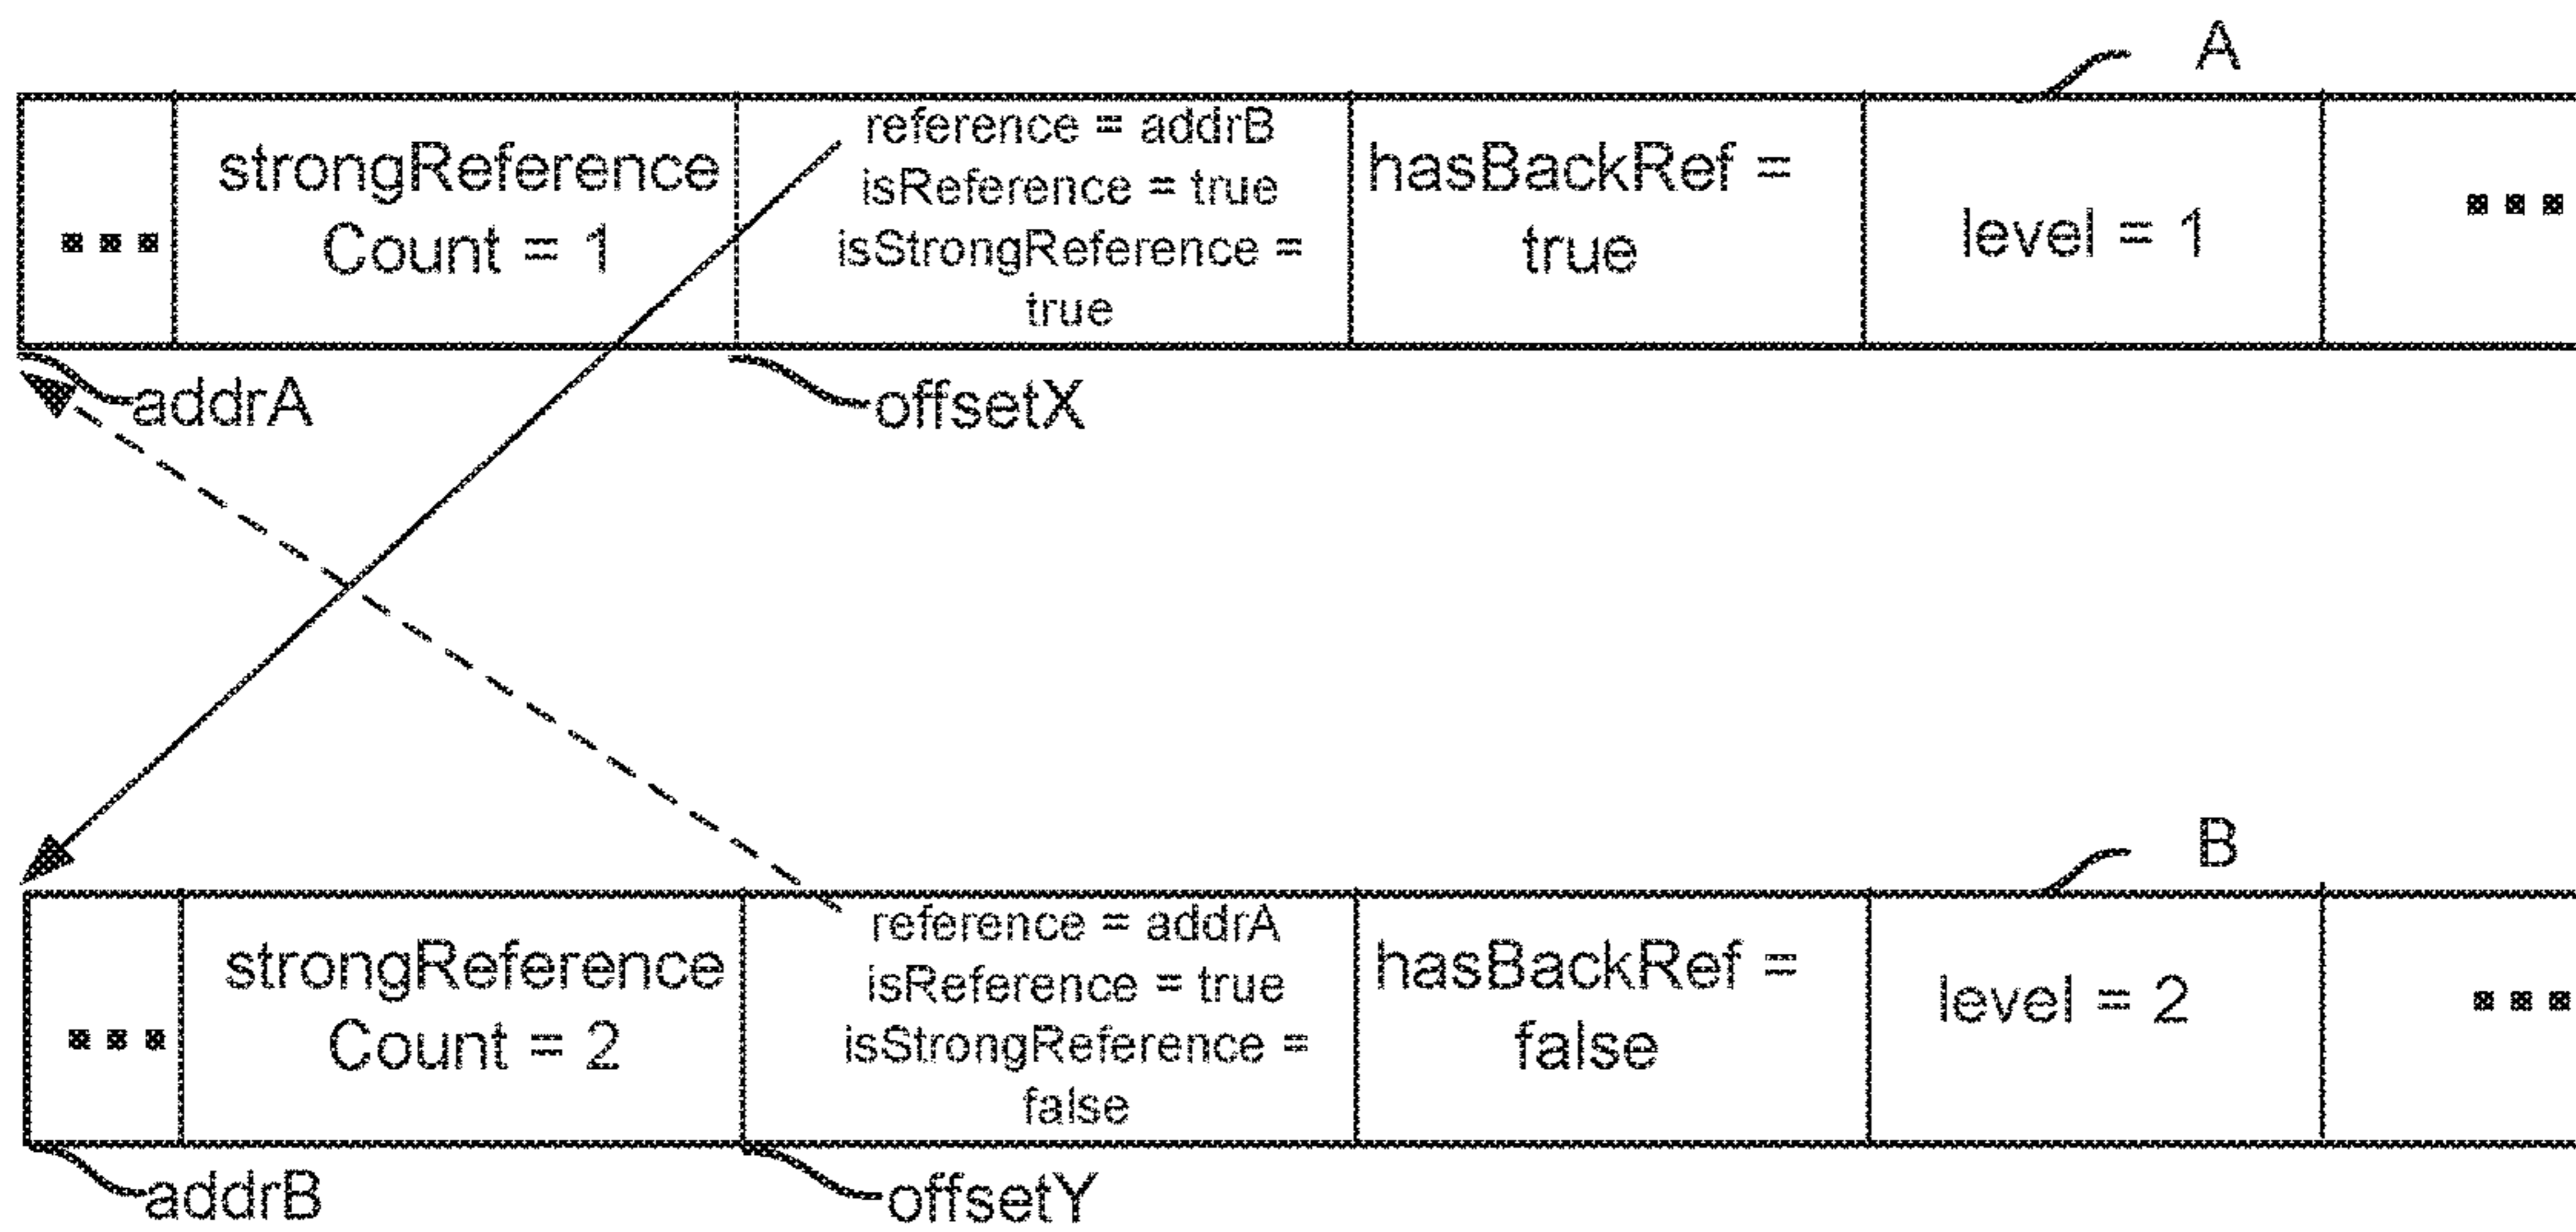 A
...
strongReference
Count = 1
reference = addrB
isReference = true
isStrongReference =
true
hasBackRef =
true
level = 1
...
addrA
offsetX
B
...
strongReference
Count = 2
reference = addrA
isReference = true
isStrongReference =
false
hasBackRef =
false
level = 2
...
addrB
offsetY